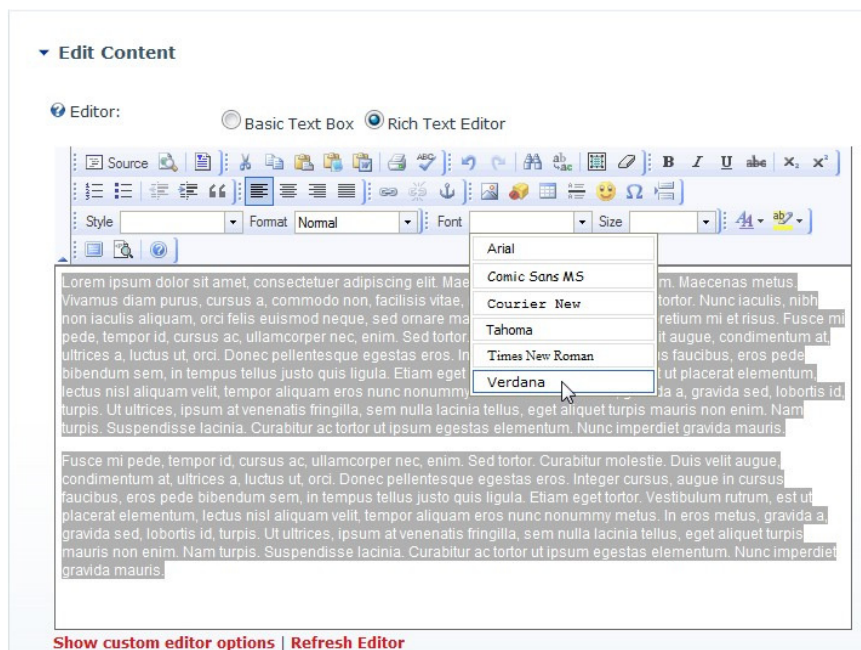 Edit Content
Editor:
Basic Text Box Rich Text Editor
Source ABC ab ac B I U abc X₂ X²
Style Format Normal Font Size A ab
Arial
Comic Sans MS
Courier New
Tahoma
Times New Roman
Verdana
Lorem ipsum dolor sit amet, consectetuer adipiscing elit. Mae m. Maecenas metus.
Vivamus diam purus, cursus a, commodo non, facilisis vitae, tortor. Nunc iaculis, nibh
non iaculis aliquam, orci felis euismod neque, sed ornare ma retium mi et risus. Fusce mi
pede, tempor id, cursus ac, ullamcorper nec, enim. Sed tortor. it augue, condimentum at,
ultrices a, luctus ut, orci. Donec pellentesque egestas eros. In us faucibus, eros pede
bibendum sem, in tempus tellus justo quis ligula. Etiam eget t ut placerat elementum,
lectus nisl aliquam velit, tempor aliquam eros nunc nonummy da a, gravida sed, lobortis id,
turpis. Ut ultrices, ipsum at venenatis fringilla, sem nulla lacinia tellus, eget aliquet turpis mauris non enim. Nam
turpis. Suspendisse lacinia. Curabitur ac tortor ut ipsum egestas elementum. Nunc imperdiet gravida mauris.
Fusce mi pede, tempor id, cursus ac, ullamcorper nec, enim. Sed tortor. Curabitur molestie. Duis velit augue,
condimentum at, ultrices a, luctus ut, orci. Donec pellentesque egestas eros. Integer cursus, augue in cursus
faucibus, eros pede bibendum sem, in tempus tellus justo quis ligula. Etiam eget tortor. Vestibulum rutrum, est ut
placerat elementum, lectus nisl aliquam velit, tempor aliquam eros nunc nonummy metus. In eros metus, gravida a,
gravida sed, lobortis id, turpis. Ut ultrices, ipsum at venenatis fringilla, sem nulla lacinia tellus, eget aliquet turpis
mauris non enim. Nam turpis. Suspendisse lacinia. Curabitur ac tortor ut ipsum egestas elementum. Nunc imperdiet
gravida mauris.
Show custom editor options | Refresh Editor